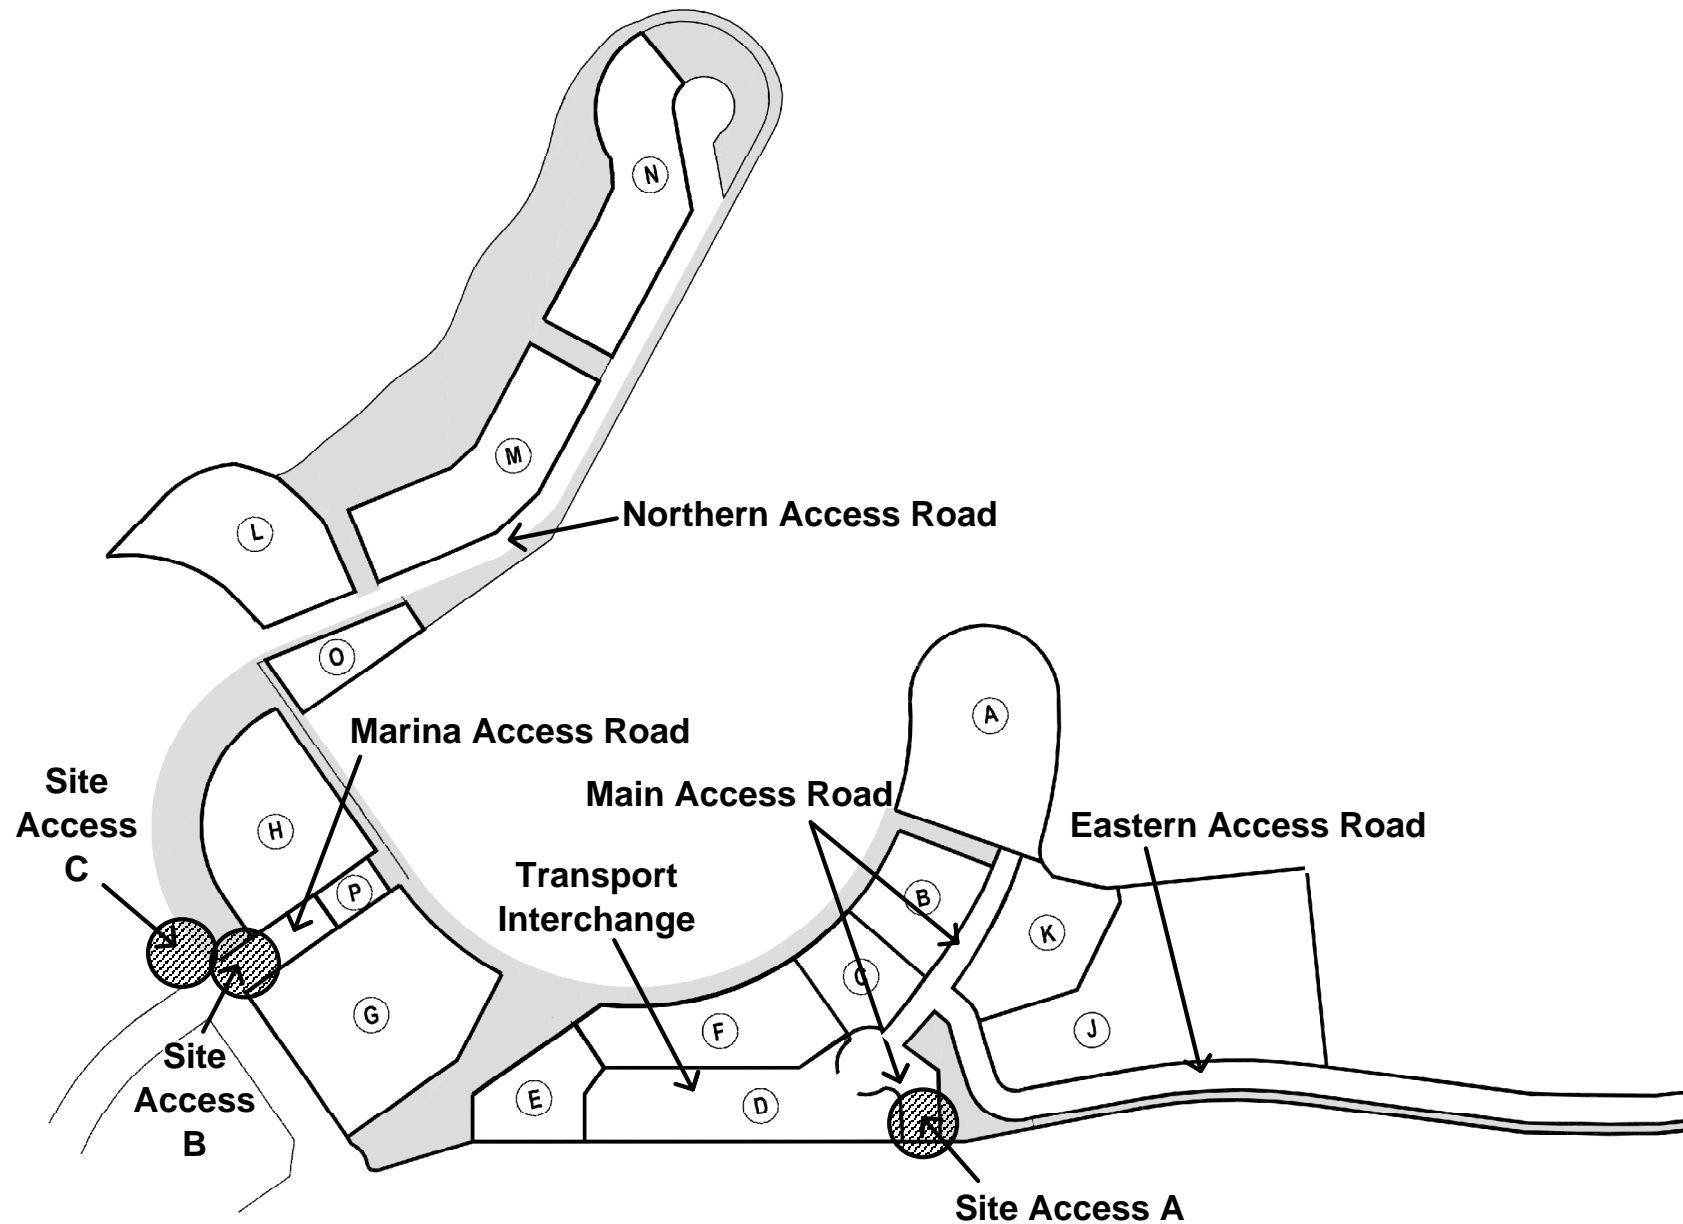 N
M
Northern Access Road
L
O
A
Marina Access Road
Site
Access
C
Main Access Road
Eastern Access Road
H
Transport
Interchange
P
B
K
C
G
F
J
Site
Access
B
E
D
Site Access A